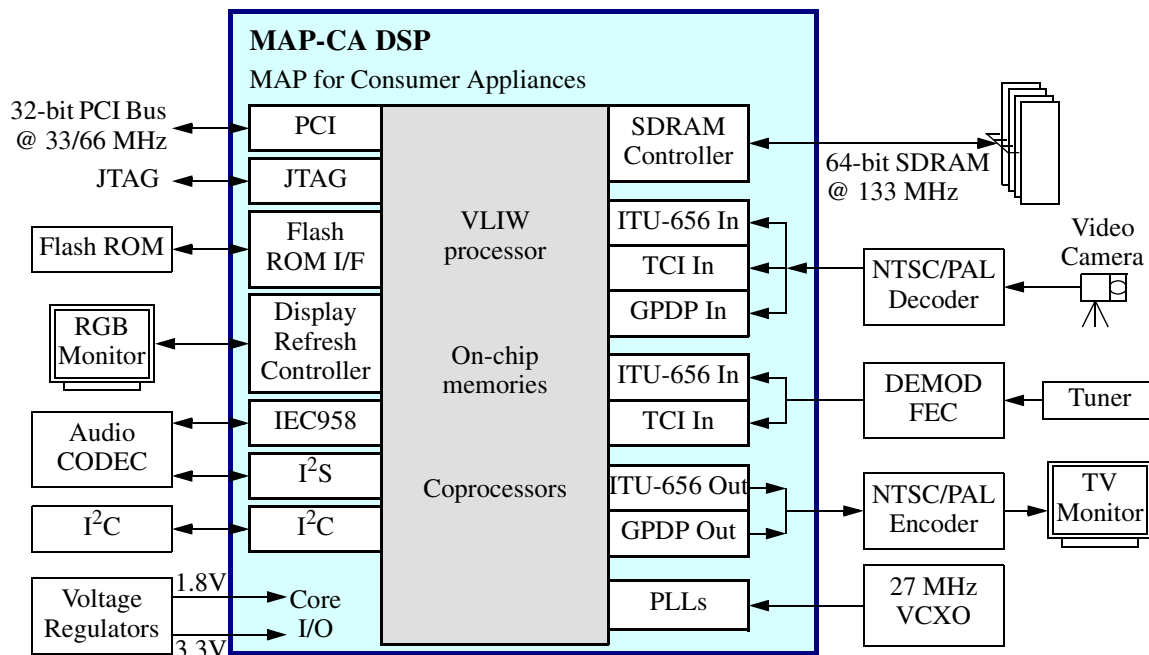 MAP-CA DSP
MAP for Consumer Appliances
32-bit PCI Bus
@ 33/66 MHz
PCI
JTAG
JTAG
Flash ROM
Flash
ROM I/F
RGB
Monitor
Display
Refresh
Controller
Audio
CODEC
IEC958
I²S
I²C
I²C
Voltage
Regulators
1.8V
3.3V
Core
I/O
VLIW
processor
On-chip
memories
Coprocessors
SDRAM
Controller
64-bit SDRAM
@ 133 MHz
ITU-656 In
TCI In
GPDP In
NTSC/PAL
Decoder
Video
Camera
ITU-656 In
TCI In
DEMOD
FEC
Tuner
ITU-656 Out
GPDP Out
NTSC/PAL
Encoder
TV
Monitor
PLLs
27 MHz
VCXO